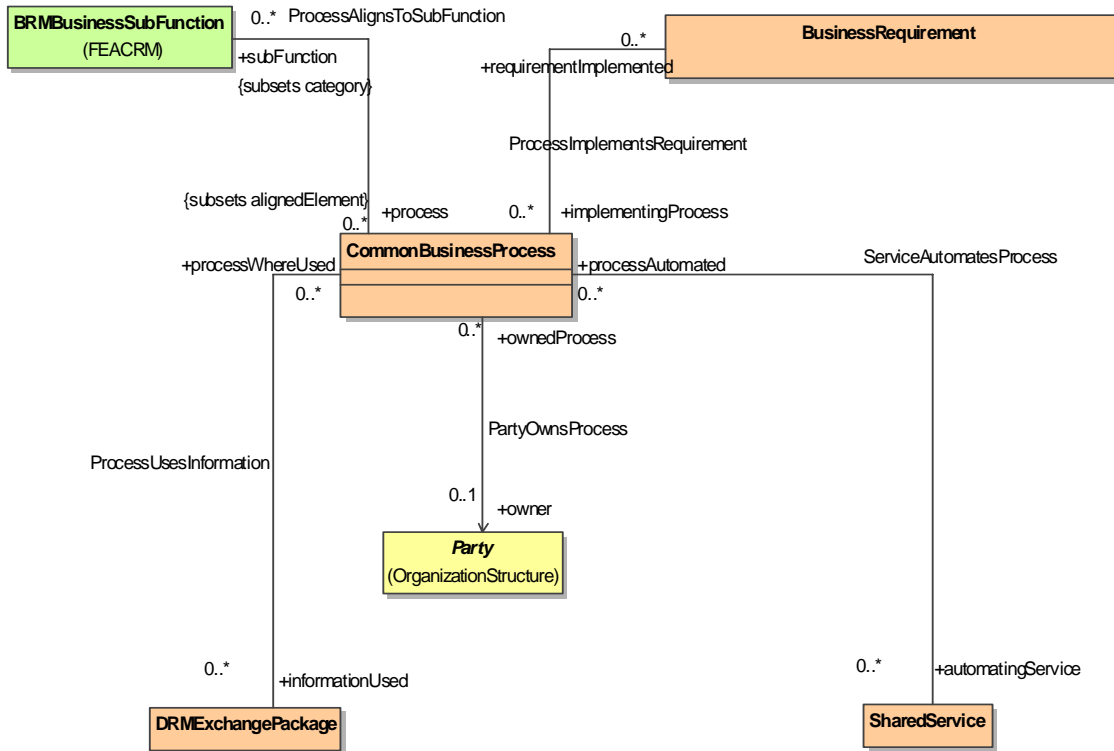 BRMBusinessSubFunction
(FEACRM)
0..*
ProcessAlignsToSubFunction
+subFunction
{subsets category}
0..*
BusinessRequirement
+requirementImplemented
ProcessImplementsRequirement
{subsets alignedElement}
0..*
+process
0..*
+implementingProcess
CommonBusinessProcess
+processWhereUsed
0..*
+processAutomated
0..*
ServiceAutomatesProcess
0..*
+ownedProcess
PartyOwnsProcess
ProcessUsesInformation
0..1
+owner
Party
(OrganizationStructure)
0..*
+informationUsed
0..*
+automatingService
DRMExchangePackage
SharedService